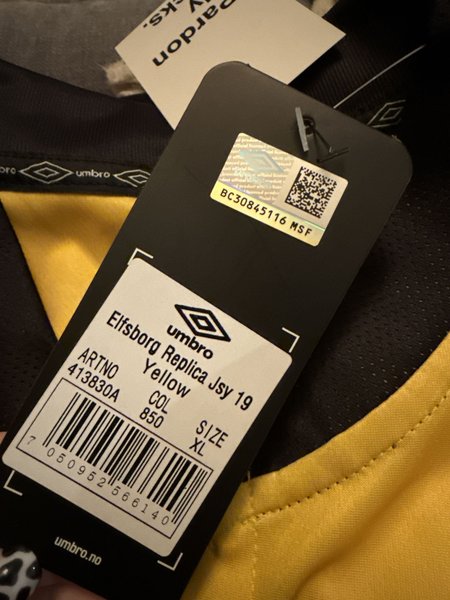 Pardon
cks.
umbro
BC30845116 MSF
umbro
Elfsborg Replica Jsy 19
Yellow
ARTNO COL SIZE
413830A 850 XL
7 050952 566140
umbro.no